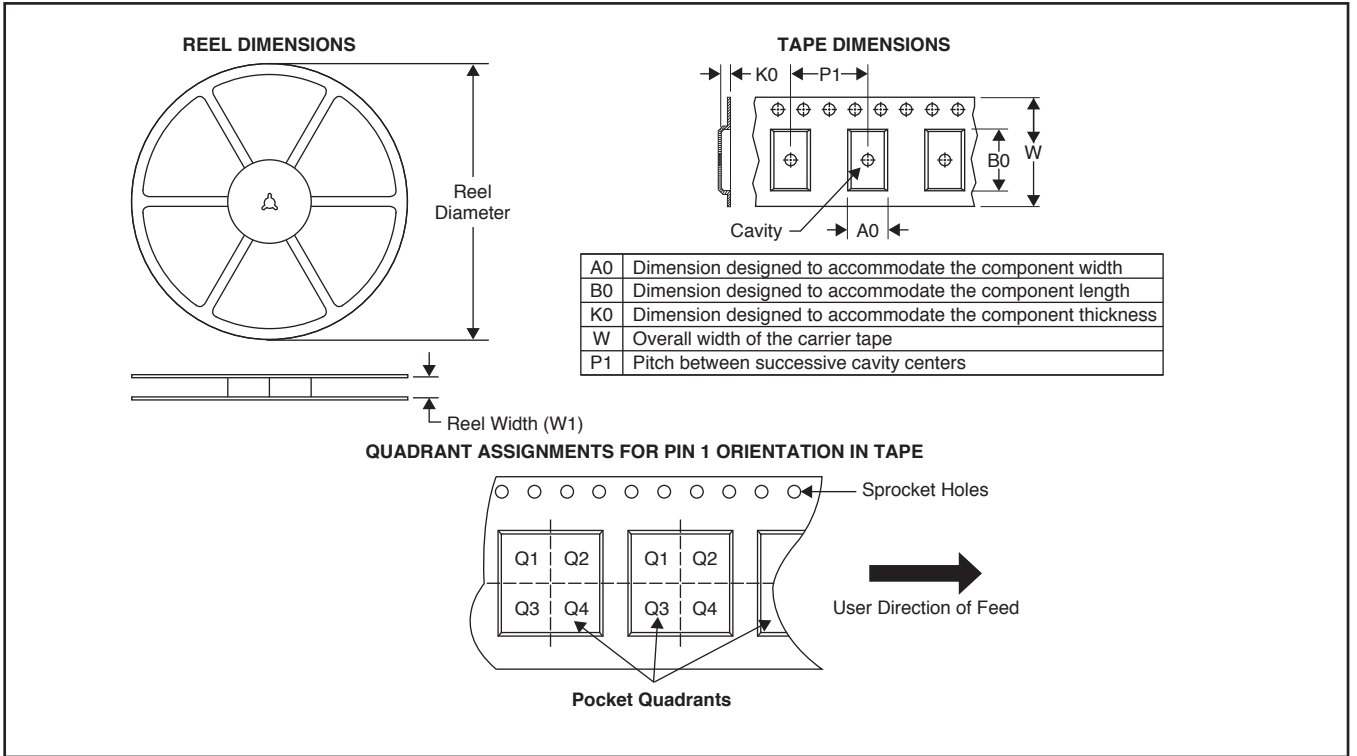 REEL DIMENSIONS
Reel
Diameter
Reel Width (W1)
TAPE DIMENSIONS
K0 P1
B0 W
Cavity A0
A0 Dimension designed to accommodate the component width
B0 Dimension designed to accommodate the component length
K0 Dimension designed to accommodate the component thickness
W Overall width of the carrier tape
P1 Pitch between successive cavity centers
QUADRANT ASSIGNMENTS FOR PIN 1 ORIENTATION IN TAPE
Sprocket Holes
Q1 Q2 Q1 Q2
Q3 Q4 Q3 Q4
User Direction of Feed
Pocket Quadrants